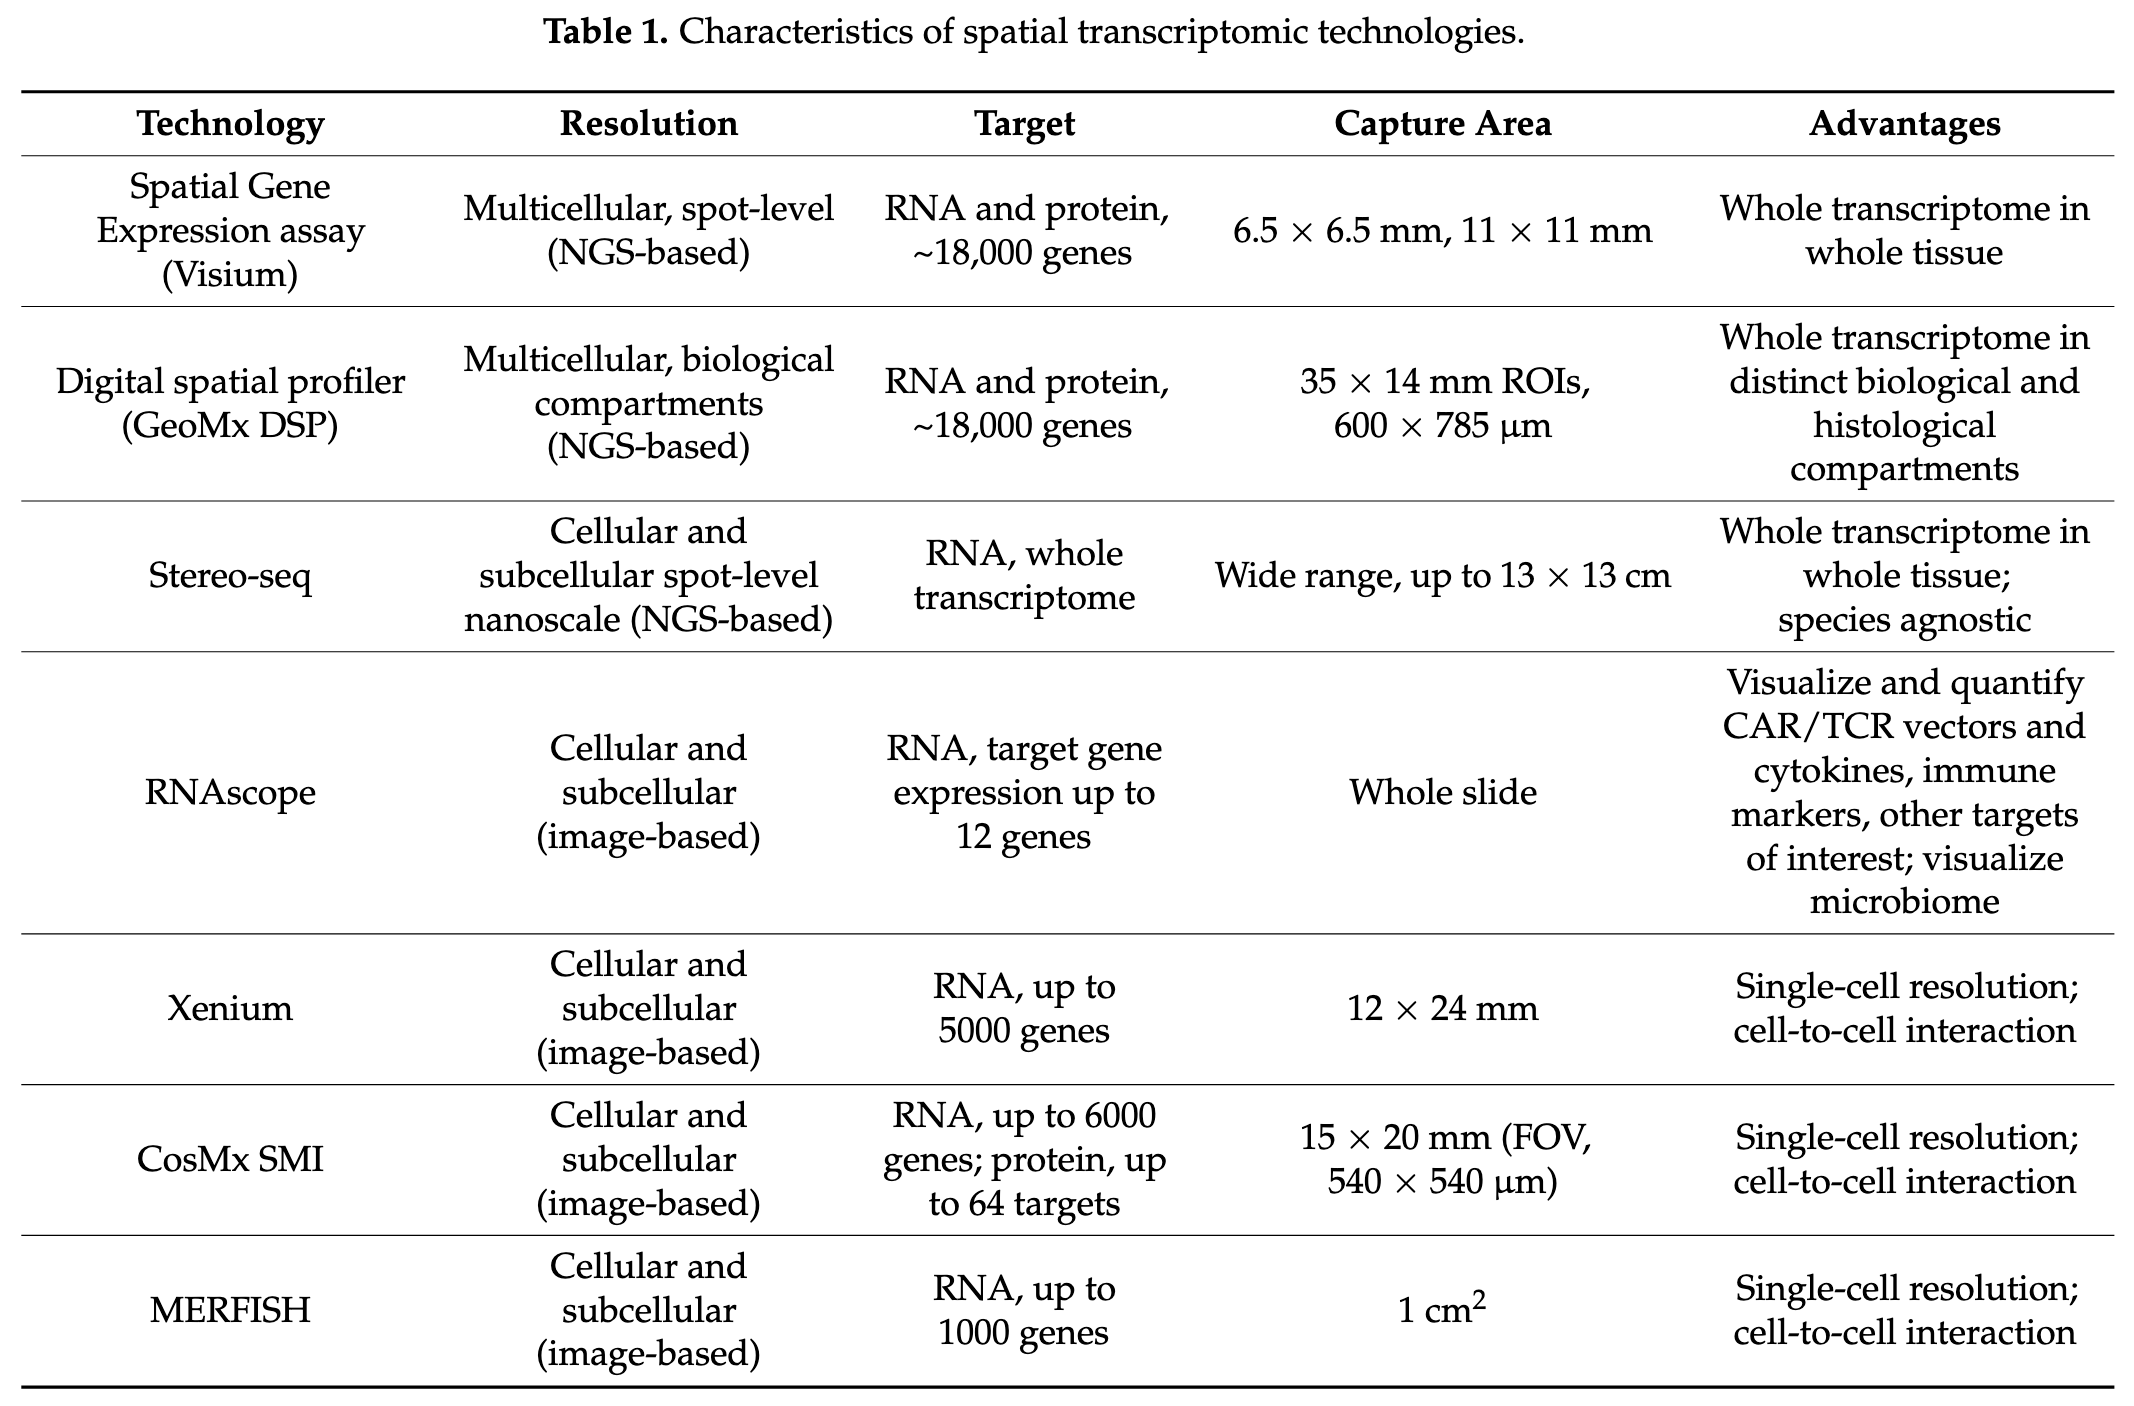 Table 1. Characteristics of spatial transcriptomic technologies.
Technology Resolution Target Capture Area Advantages
Spatial Gene
Expression assay
(Visium)
Multicellular, spot-level
(NGS-based)
RNA and protein,
~18,000 genes
6.5 × 6.5 mm, 11 × 11 mm
Whole transcriptome in
whole tissue
Digital spatial profiler
(GeoMx DSP)
Multicellular, biological
compartments
(NGS-based)
RNA and protein,
~18,000 genes
35 × 14 mm ROIs,
600 × 785 μm
Whole transcriptome in
distinct biological and
histological
compartments
Stereo-seq
Cellular and
subcellular spot-level
nanoscale (NGS-based)
RNA, whole
transcriptome
Wide range, up to 13 × 13 cm
Whole transcriptome in
whole tissue;
species agnostic
RNAscope
Cellular and
subcellular
(image-based)
RNA, target gene
expression up to
12 genes
Whole slide
Visualize and quantify
CAR/TCR vectors and
cytokines, immune
markers, other targets
of interest; visualize
microbiome
Xenium
Cellular and
subcellular
(image-based)
RNA, up to
5000 genes
12 × 24 mm
Single-cell resolution;
cell-to-cell interaction
CosMx SMI
Cellular and
subcellular
(image-based)
RNA, up to 6000
genes; protein, up
to 64 targets
15 × 20 mm (FOV,
540 × 540 μm)
Single-cell resolution;
cell-to-cell interaction
MERFISH
Cellular and
subcellular
(image-based)
RNA, up to
1000 genes
1 cm²
Single-cell resolution;
cell-to-cell interaction